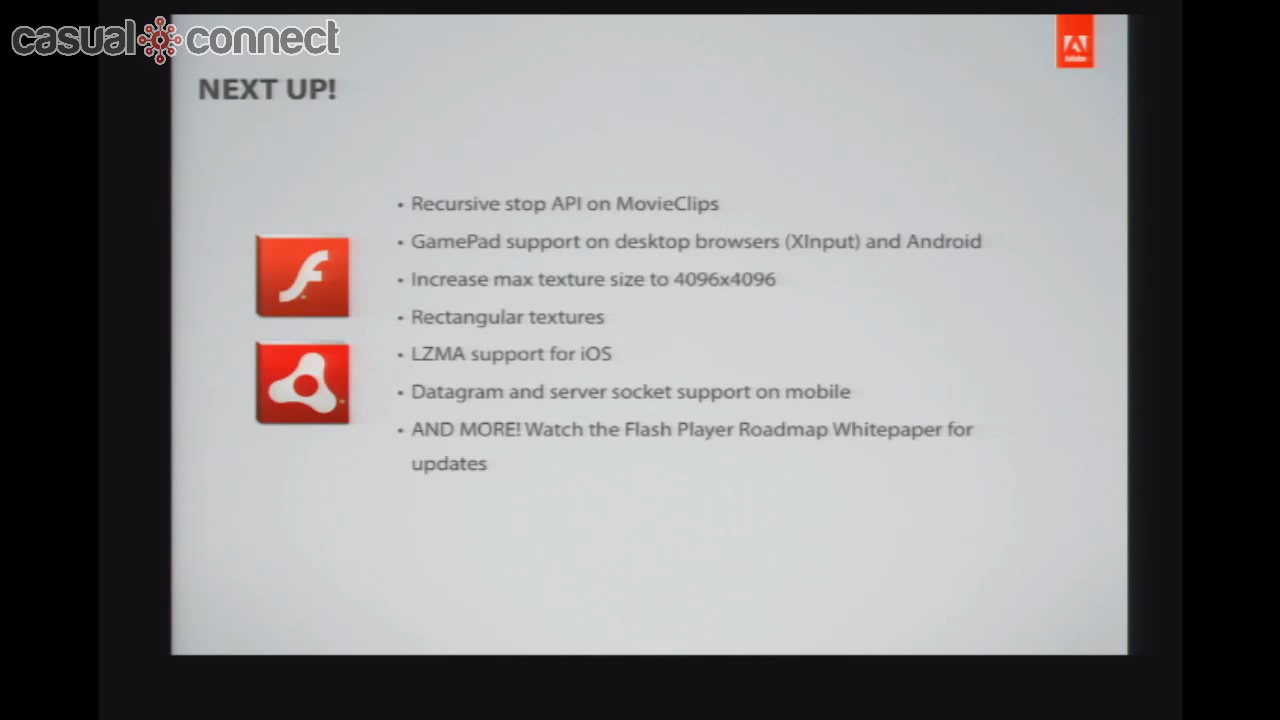 casual connect
Adobe
NEXT UP!
• Recursive stop API on MovieClips
• GamePad support on desktop browsers (XInput) and Android
• Increase max texture size to 4096x4096
• Rectangular textures
• LZMA support for iOS
• Datagram and server socket support on mobile
• AND MORE! Watch the Flash Player Roadmap Whitepaper for
updates